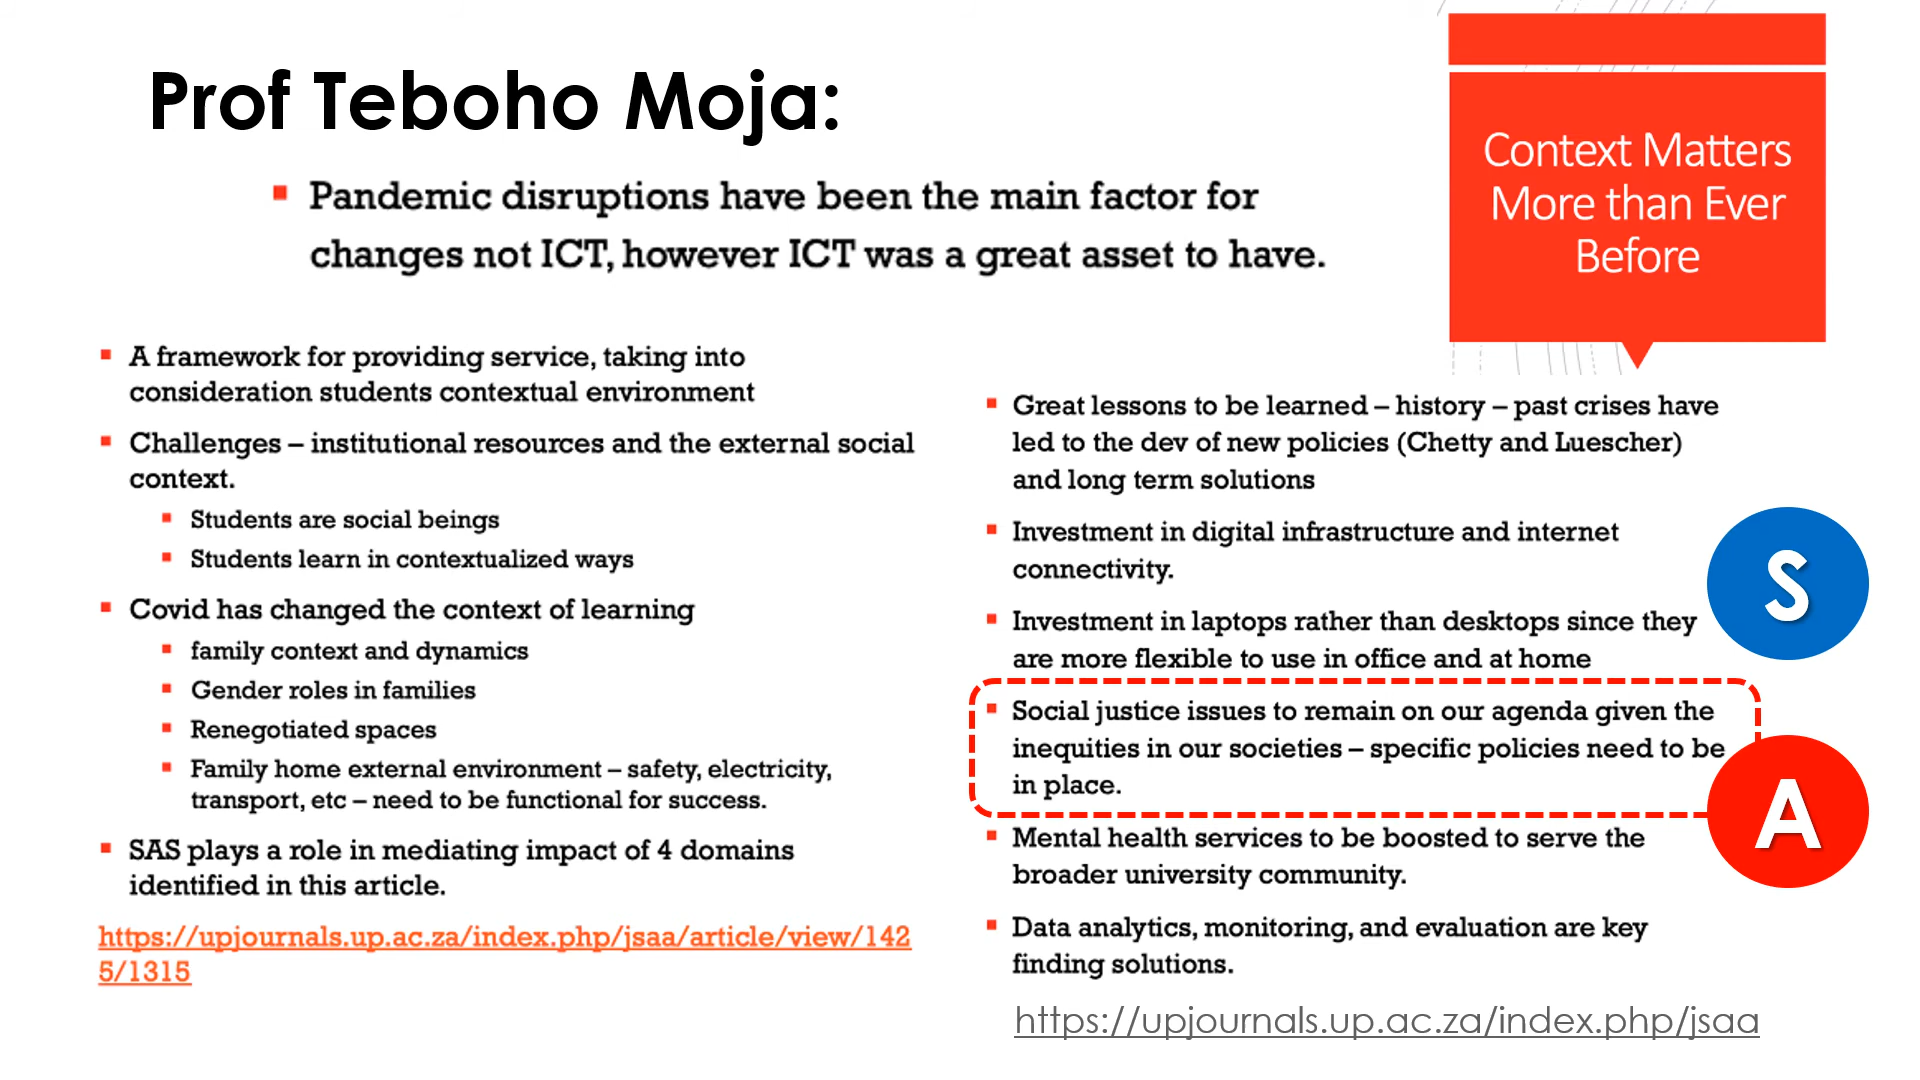 Prof Teboho Moja:
Context Matters
More than Ever
Before
▪ Pandemic disruptions have been the main factor for
changes not ICT, however ICT was a great asset to have.
▪ A framework for providing service, taking into
consideration students contextual environment
▪ Challenges – institutional resources and the external social
context.
▪ Students are social beings
▪ Students learn in contextualized ways
▪ Covid has changed the context of learning
▪ family context and dynamics
▪ Gender roles in families
▪ Renegotiated spaces
▪ Family home external environment – safety, electricity,
transport, etc – need to be functional for success.
▪ SAS plays a role in mediating impact of 4 domains
identified in this article.
https://upjournals.up.ac.za/index.php/jsaa/article/view/142
5/1315
▪ Great lessons to be learned – history – past crises have
led to the dev of new policies (Chetty and Luescher)
and long term solutions
▪ Investment in digital infrastructure and internet
connectivity.
▪ Investment in laptops rather than desktops since they
are more flexible to use in office and at home
S
▪ Social justice issues to remain on our agenda given the
inequities in our societies – specific policies need to be
in place.
A
▪ Mental health services to be boosted to serve the
broader university community.
▪ Data analytics, monitoring, and evaluation are key
finding solutions.
https://upjournals.up.ac.za/index.php/jsaa